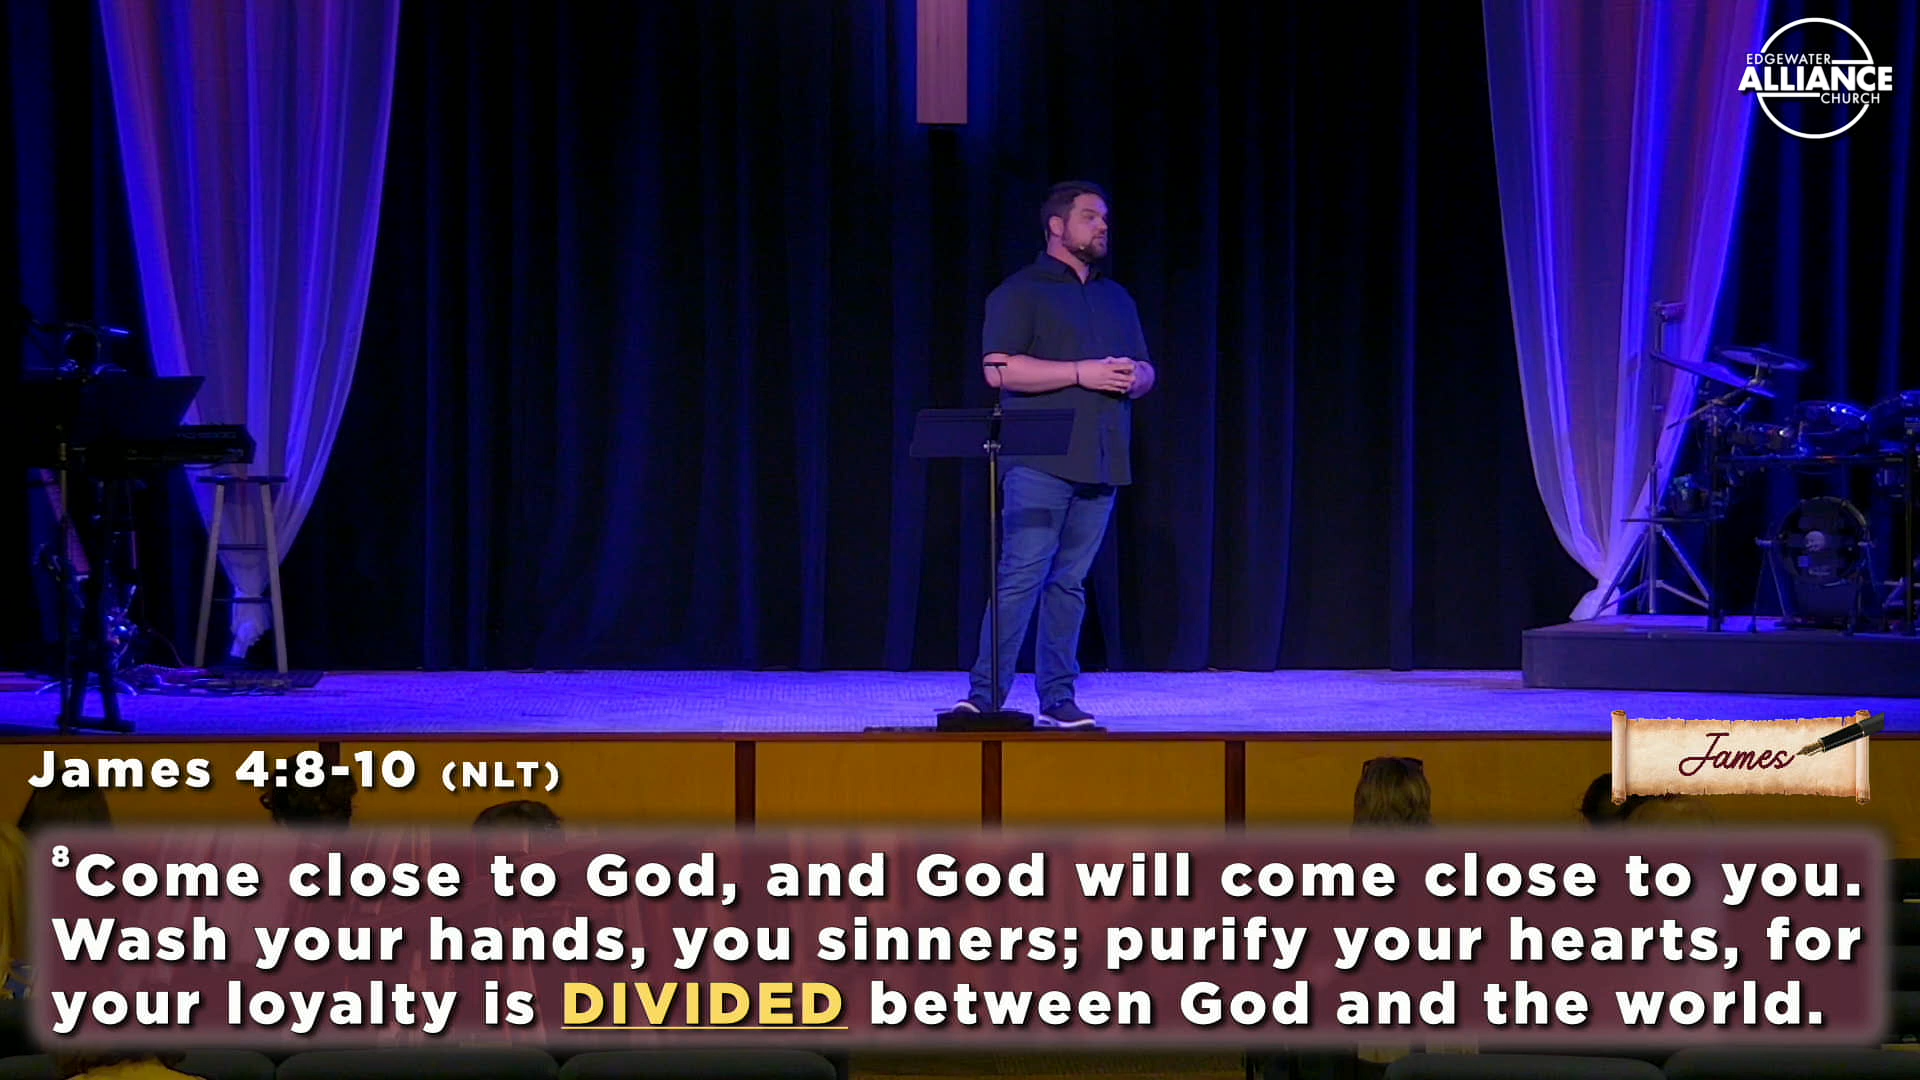 EDGEWATER
ALLIANCE
CHURCH
James 4:8-10 (NLT)
James
⁸Come close to God, and God will come close to you.
Wash your hands, you sinners; purify your hearts, for
your loyalty is DIVIDED between God and the world.